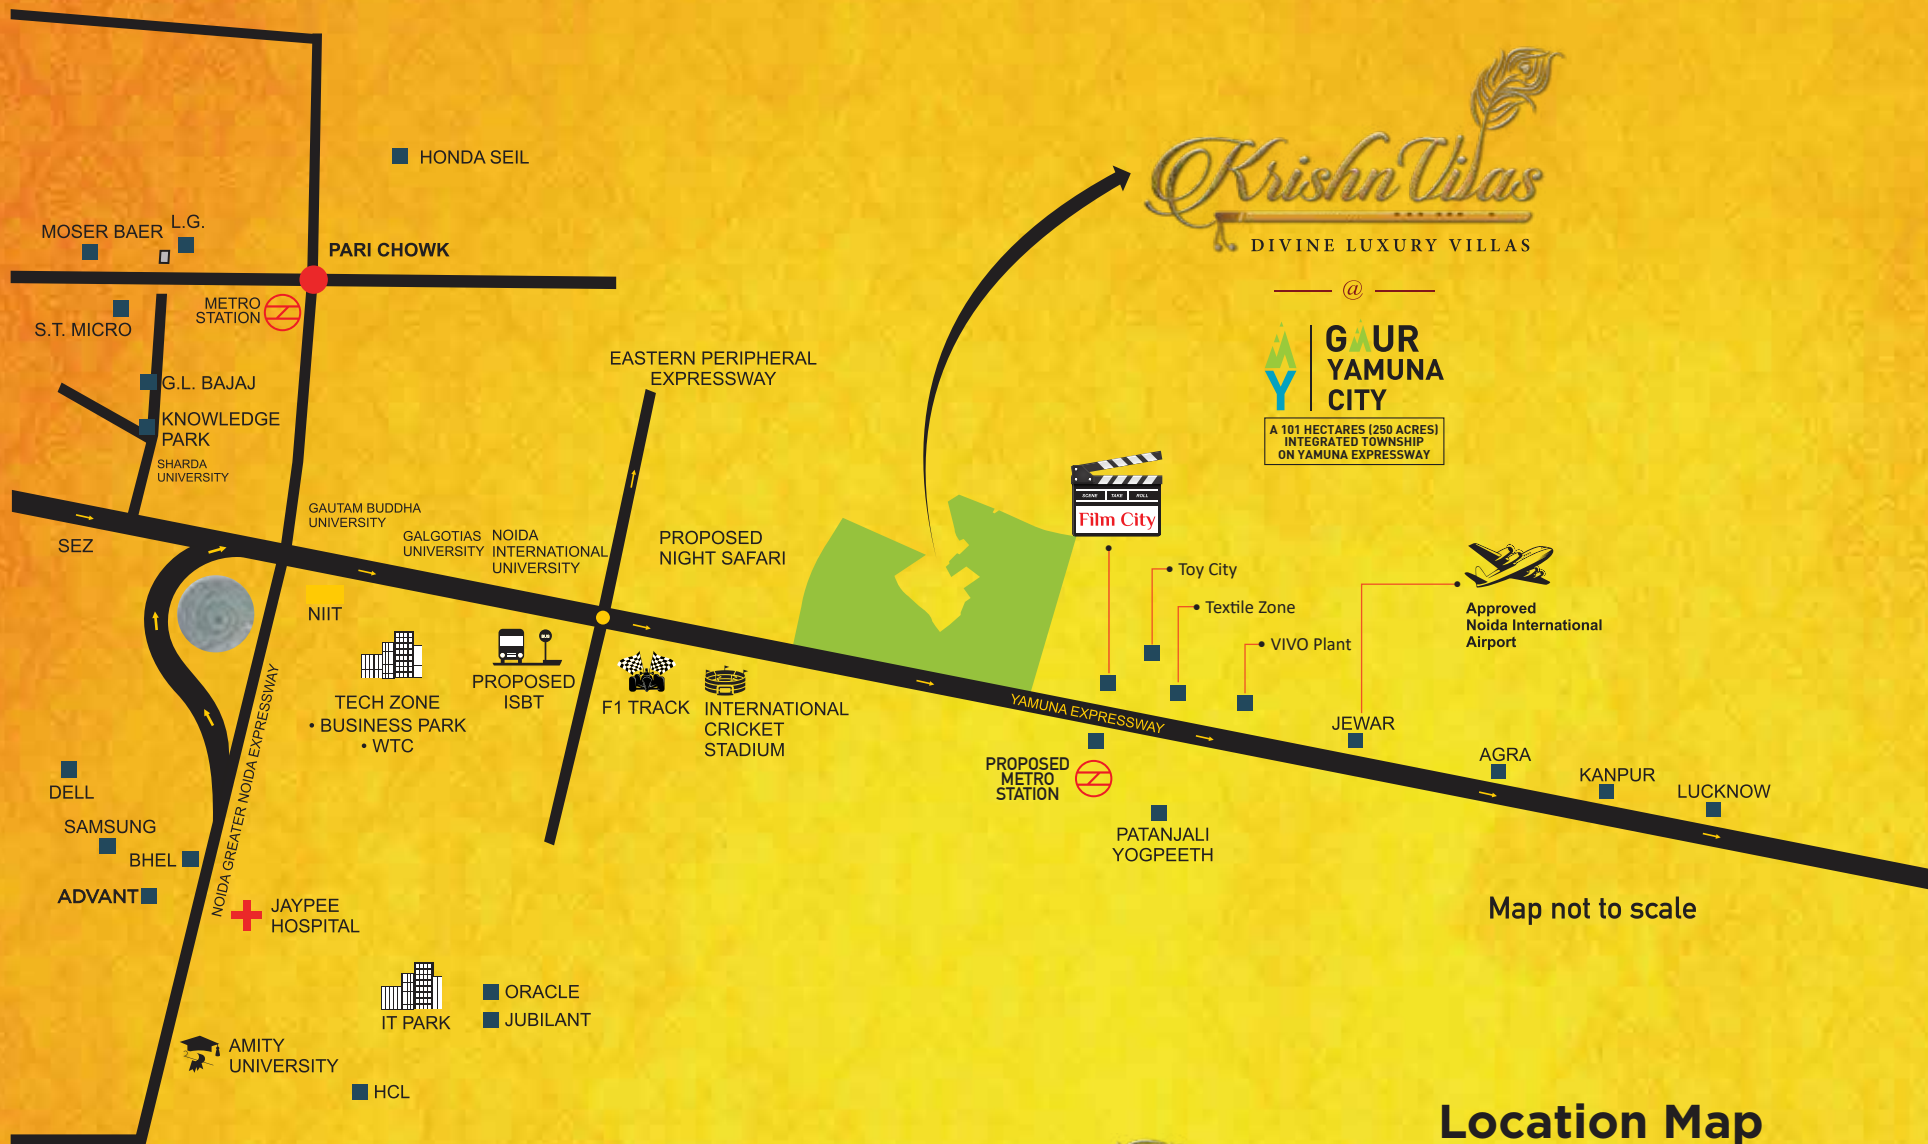 HONDA SEIL
Krishn Vilas
DIVINE LUXURY VILLAS
@
GAUR
YAMUNA
CITY
A 101 HECTARES (250 ACRES)
INTEGRATED TOWNSHIP
ON YAMUNA EXPRESSWAY
MOSER BAER
L.G.
PARI CHOWK
METRO
STATION
S.T. MICRO
G.L. BAJAJ
KNOWLEDGE
PARK
SHARDA
UNIVERSITY
EASTERN PERIPHERAL
EXPRESSWAY
SEZ
GAUTAM BUDDHA
UNIVERSITY
GALGOTIAS
UNIVERSITY
NOIDA
INTERNATIONAL
UNIVERSITY
PROPOSED
NIGHT SAFARI
SCENE TAKE ROLL
Film City
Toy City
Textile Zone
VIVO Plant
Approved
Noida International
Airport
NIIT
TECH ZONE
• BUSINESS PARK
• WTC
PROPOSED
ISBT
BUS
F1 TRACK
INTERNATIONAL
CRICKET
STADIUM
YAMUNA EXPRESSWAY
PROPOSED
METRO
STATION
PATANJALI
YOGPEETH
JEWAR
AGRA
KANPUR
LUCKNOW
NOIDA GREATER NOIDA EXPRESSWAY
DELL
SAMSUNG
BHEL
ADVANT
JAYPEE
HOSPITAL
IT PARK
ORACLE
JUBILANT
AMITY
UNIVERSITY
HCL
Map not to scale
Location Map